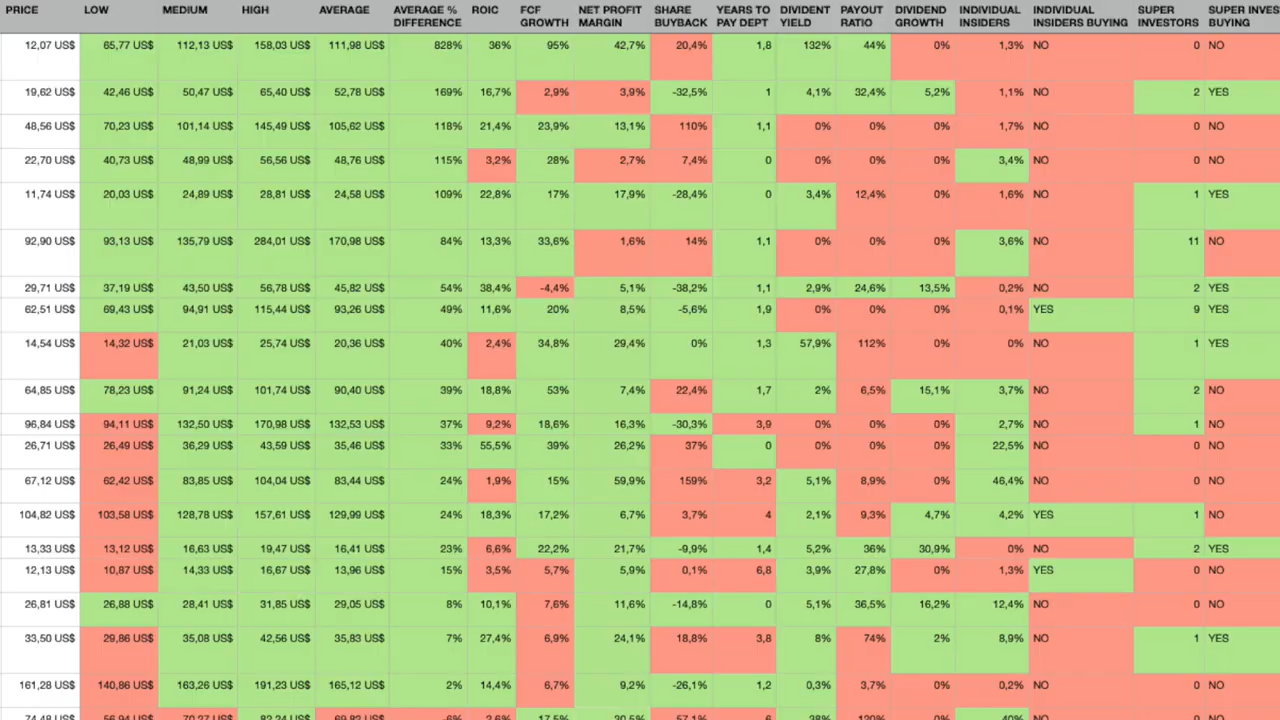 PRICE LOW MEDIUM HIGH AVERAGE AVERAGE % DIFFERENCE ROIC FCF GROWTH NET PROFIT MARGIN SHARE BUYBACK YEARS TO PAY DEPT DIVIDENT YIELD PAYOUT RATIO DIVIDEND GROWTH INDIVIDUAL INSIDERS INDIVIDUAL INSIDERS BUYING SUPER INVESTORS SUPER INVES BUYING
12,07 US$ 65,77 US$ 112,13 US$ 158,03 US$ 111,98 US$ 828% 36% 95% 42,7% 20,4% 1,8 132% 44% 0% 1,3% NO 0 NO
19,62 US$ 42,46 US$ 50,47 US$ 65,40 US$ 52,78 US$ 169% 16,7% 2,9% 3,9% -32,5% 1 4,1% 32,4% 5,2% 1,1% NO 2 YES
48,56 US$ 70,23 US$ 101,14 US$ 145,49 US$ 105,62 US$ 118% 21,4% 23,9% 13,1% 110% 1,1 0% 0% 0% 1,7% NO 0 NO
22,70 US$ 40,73 US$ 48,99 US$ 56,56 US$ 48,76 US$ 115% 3,2% 28% 2,7% 7,4% 0 0% 0% 0% 3,4% NO 0 NO
11,74 US$ 20,03 US$ 24,89 US$ 28,81 US$ 24,58 US$ 109% 22,8% 17% 17,9% -28,4% 0 3,4% 12,4% 0% 1,6% NO 1 YES
92,90 US$ 93,13 US$ 135,79 US$ 284,01 US$ 170,98 US$ 84% 13,3% 33,6% 1,6% 14% 1,1 0% 0% 0% 3,6% NO 11 NO
29,71 US$ 37,19 US$ 43,50 US$ 56,78 US$ 45,82 US$ 54% 38,4% -4,4% 5,1% -38,2% 1,1 2,9% 24,6% 13,5% 0,2% NO 2 YES
62,51 US$ 69,43 US$ 94,91 US$ 115,44 US$ 93,26 US$ 49% 11,6% 20% 8,5% -5,6% 1,9 0% 0% 0% 0,1% YES 9 YES
14,54 US$ 14,32 US$ 21,03 US$ 25,74 US$ 20,36 US$ 40% 2,4% 34,8% 29,4% 0% 1,3 57,9% 112% 0% 0% NO 1 YES
64,85 US$ 78,23 US$ 91,24 US$ 101,74 US$ 90,40 US$ 39% 18,8% 53% 7,4% 22,4% 1,7 2% 6,5% 15,1% 3,7% NO 2 NO
96,84 US$ 94,11 US$ 132,50 US$ 170,98 US$ 132,53 US$ 37% 9,2% 18,6% 16,3% -30,3% 3,9 0% 0% 0% 2,7% NO 1 NO
26,71 US$ 26,49 US$ 36,29 US$ 43,59 US$ 35,46 US$ 33% 55,5% 39% 26,2% 37% 0 0% 0% 0% 22,5% NO 0 NO
67,12 US$ 62,42 US$ 83,85 US$ 104,04 US$ 83,44 US$ 24% 1,9% 15% 59,9% 159% 3,2 5,1% 8,9% 0% 46,4% NO 0 NO
104,82 US$ 103,58 US$ 128,78 US$ 157,61 US$ 129,99 US$ 24% 18,3% 17,2% 6,7% 3,7% 4 2,1% 9,3% 4,7% 4,2% YES 1 NO
13,33 US$ 13,12 US$ 16,63 US$ 19,47 US$ 16,41 US$ 23% 6,6% 22,2% 21,7% -9,9% 1,4 5,2% 36% 30,9% 0% NO 2 YES
12,13 US$ 10,87 US$ 14,33 US$ 16,67 US$ 13,96 US$ 15% 3,5% 5,7% 5,9% 0,1% 6,8 3,9% 27,8% 0% 1,3% YES 0 NO
26,81 US$ 26,88 US$ 28,41 US$ 31,85 US$ 29,05 US$ 8% 10,1% 7,6% 11,6% -14,8% 0 5,1% 36,5% 16,2% 12,4% NO 0 NO
33,50 US$ 29,86 US$ 35,08 US$ 42,56 US$ 35,83 US$ 7% 27,4% 6,9% 24,1% 18,8% 3,8 8% 74% 2% 8,9% NO 1 YES
161,28 US$ 140,86 US$ 163,26 US$ 191,23 US$ 165,12 US$ 2% 14,4% 6,7% 9,2% -26,1% 1,2 0,3% 3,7% 0% 0,2% NO 0 NO